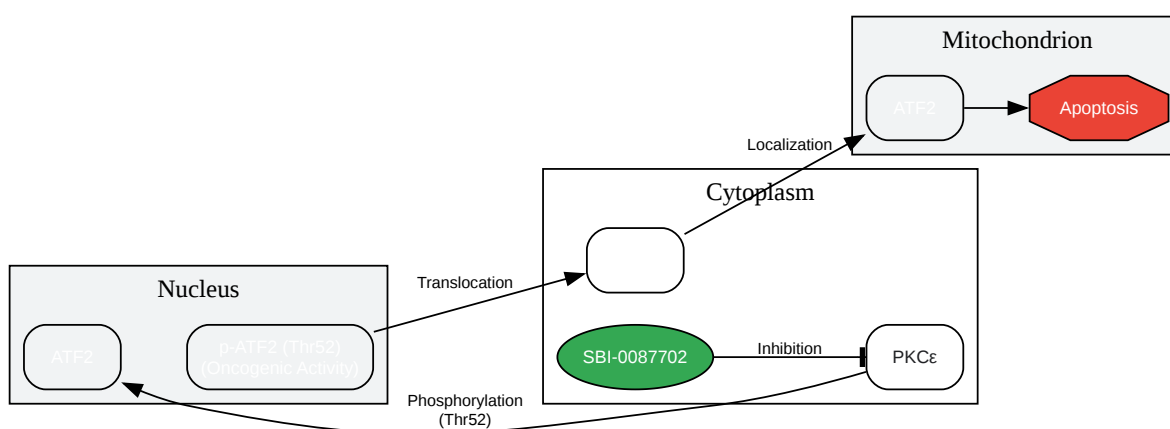 Mitochondrion
ATF2
Apoptosis
Localization
Cytoplasm
Nucleus
Translocation
ATF2
p-ATF2 (Thr52)
(Oncogenic Activity)
SBI-0087702
Inhibition
PKCε
Phosphorylation
(Thr52)